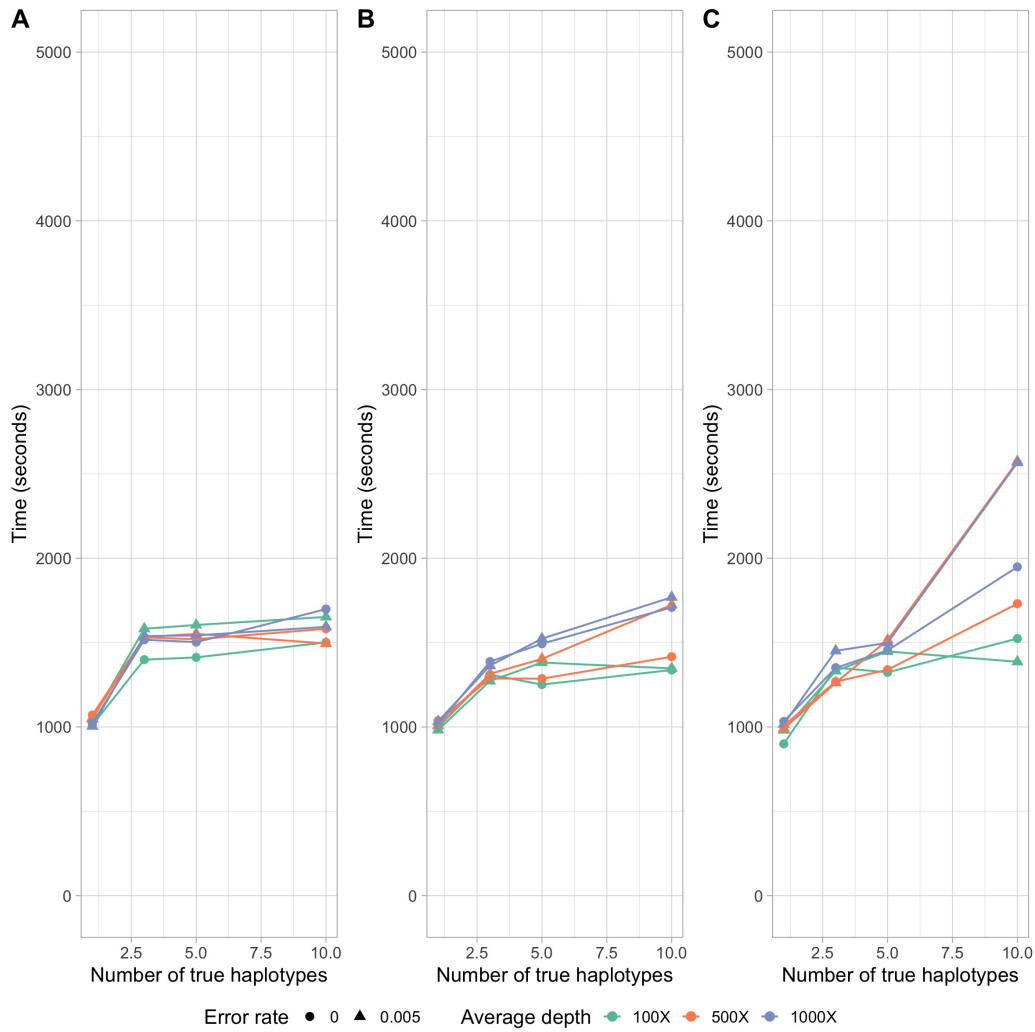 A
B
C
5000
4000
3000
2000
1000
0
Time (seconds)
2.5 5.0 7.5 10.0
Number of true haplotypes
5000
4000
3000
2000
1000
0
Time (seconds)
2.5 5.0 7.5 10.0
Number of true haplotypes
5000
4000
3000
2000
1000
0
Time (seconds)
2.5 5.0 7.5 10.0
Number of true haplotypes
Error rate 0 0.005 Average depth 100X 500X 1000X